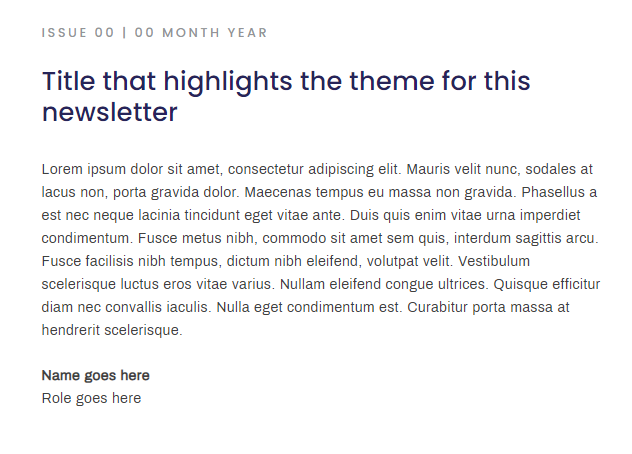 ISSUE 00 | 00 MONTH YEAR
Title that highlights the theme for this
newsletter
Lorem ipsum dolor sit amet, consectetur adipiscing elit. Mauris velit nunc, sodales at
lacus non, porta gravida dolor. Maecenas tempus eu massa non gravida. Phasellus a
est nec neque lacinia tincidunt eget vitae ante. Duis quis enim vitae urna imperdiet
condimentum. Fusce metus nibh, commodo sit amet sem quis, interdum sagittis arcu.
Fusce facilisis nibh tempus, dictum nibh eleifend, volutpat velit. Vestibulum
scelerisque luctus eros vitae varius. Nullam eleifend congue ultrices. Quisque efficitur
diam nec convallis iaculis. Nulla eget condimentum est. Curabitur porta massa at
hendrerit scelerisque.
Name goes here
Role goes here